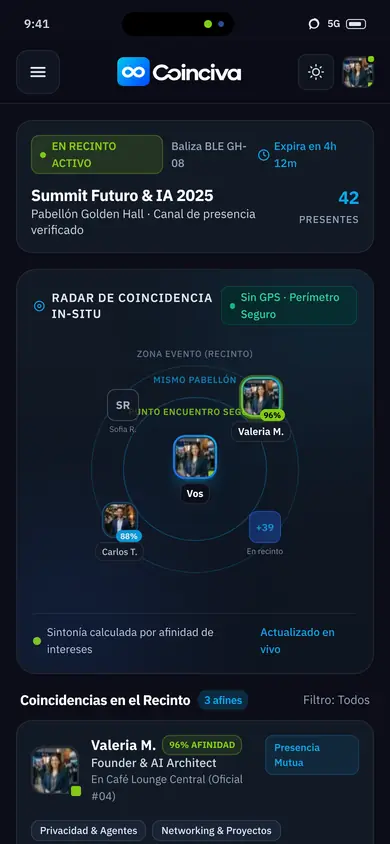 9:41
5G
Coinciva
EN RECINTO
ACTIVO
Baliza BLE GH-
08
Expira en 4h
12m
Summit Futuro & IA 2025
Pabellón Golden Hall · Canal de presencia
verificado
42
PRESENTES
RADAR DE COINCIDENCIA
IN-SITU
Sin GPS · Perímetro
Seguro
ZONA EVENTO (RECINTO)
MISMO PABELLÓN
UNTO ENCUENTRO SEG
SR
Sofía R.
96%
Valeria M.
Vos
88%
Carlos T.
+39
En recinto
Sintonía calculada por afinidad de
intereses
Actualizado en
vivo
Coincidencias en el Recinto
3 afines
Filtro: Todos
Valeria M.
96% AFINIDAD
Founder & AI Architect
En Café Lounge Central (Oficial
#04)
Presencia
Mutua
Privacidad & Agentes
Networking & Proyectos